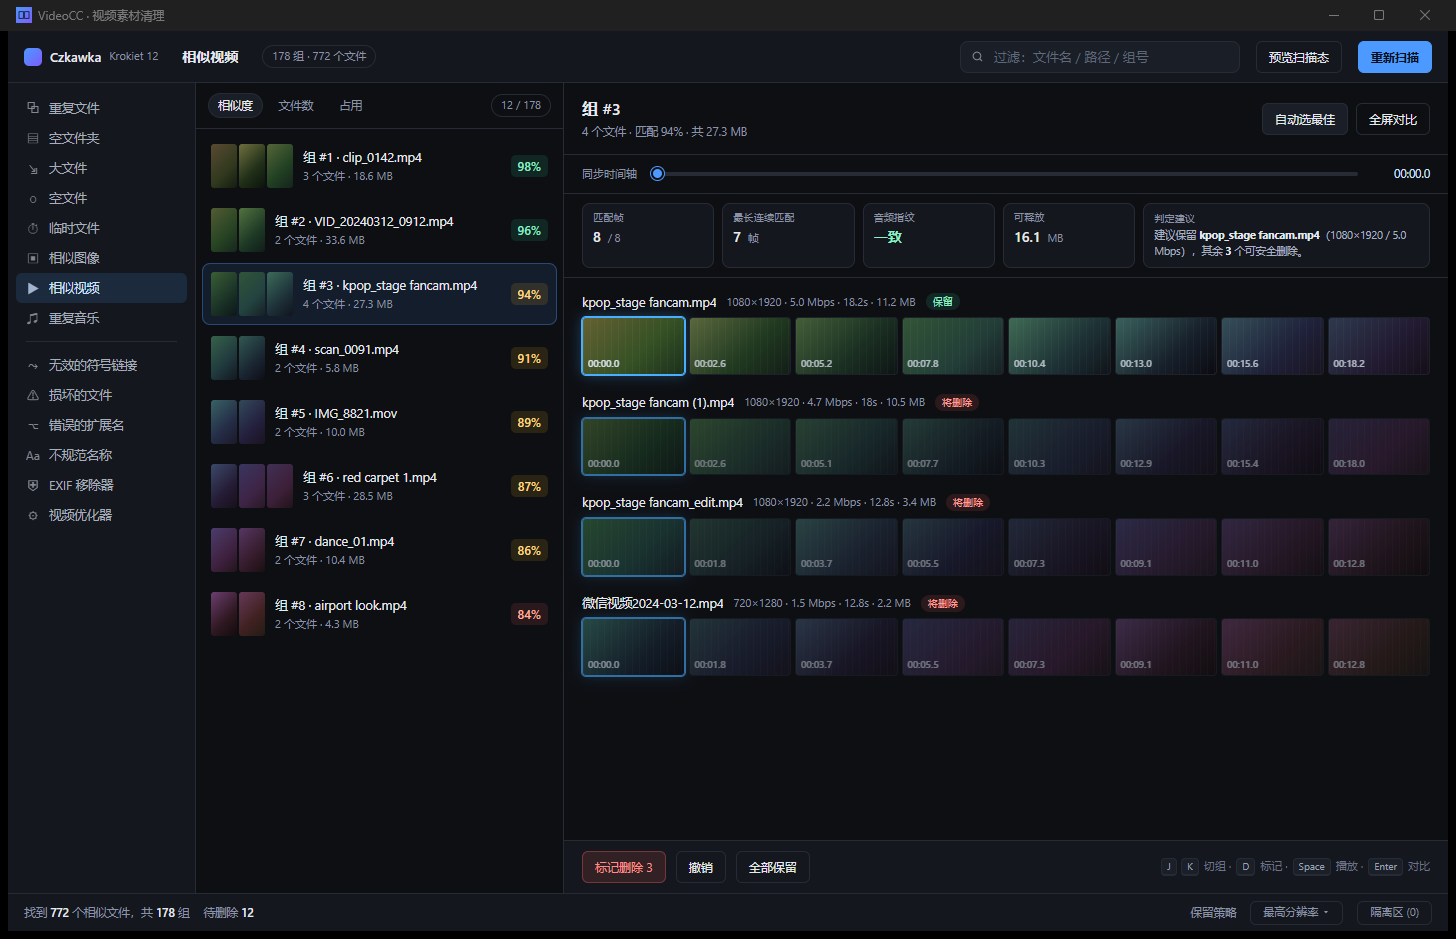 VideoCC · 视频素材清理
Czkawka Krokiet 12 相似视频 178 组 · 772 个文件 过滤：文件名 / 路径 / 组号 预览扫描态 重新扫描
重复文件
空文件夹
大文件
空文件
临时文件
相似图像
相似视频
重复音乐
无效的符号链接
损坏的文件
错误的扩展名
Aa 不规范名称
EXIF 移除器
视频优化器
相似度 文件数 占用 12 / 178
组 #1 · clip_0142.mp4
3 个文件 · 18.6 MB
98%
组 #2 · VID_20240312_0912.mp4
2 个文件 · 33.6 MB
96%
组 #3 · kpop_stage fancam.mp4
4 个文件 · 27.3 MB
94%
组 #4 · scan_0091.mp4
2 个文件 · 5.8 MB
91%
组 #5 · IMG_8821.mov
2 个文件 · 10.0 MB
89%
组 #6 · red carpet 1.mp4
3 个文件 · 28.5 MB
87%
组 #7 · dance_01.mp4
2 个文件 · 10.4 MB
86%
组 #8 · airport look.mp4
2 个文件 · 4.3 MB
84%
组 #3
4 个文件 · 匹配 94% · 共 27.3 MB
自动选最佳 全屏对比
同步时间轴 00:00.0
匹配帧
8 / 8
最长连续匹配
7 帧
音频指纹
一致
可释放
16.1 MB
判定建议
建议保留 kpop_stage fancam.mp4（1080×1920 / 5.0
Mbps），其余 3 个可安全删除。
kpop_stage fancam.mp4 1080×1920 · 5.0 Mbps · 18.2s · 11.2 MB 保留
00:00.0 00:02.6 00:05.2 00:07.8 00:10.4 00:13.0 00:15.6 00:18.2
kpop_stage fancam (1).mp4 1080×1920 · 4.7 Mbps · 18s · 10.5 MB 将删除
00:00.0 00:02.6 00:05.1 00:07.7 00:10.3 00:12.9 00:15.4 00:18.0
kpop_stage fancam_edit.mp4 1080×1920 · 2.2 Mbps · 12.8s · 3.4 MB 将删除
00:00.0 00:01.8 00:03.7 00:05.5 00:07.3 00:09.1 00:11.0 00:12.8
微信视频2024-03-12.mp4 720×1280 · 1.5 Mbps · 12.8s · 2.2 MB 将删除
00:00.0 00:01.8 00:03.7 00:05.5 00:07.3 00:09.1 00:11.0 00:12.8
标记删除 3 撤销 全部保留 J K 切组 · D 标记 · Space 播放 · Enter 对比
找到 772 个相似文件，共 178 组 待删除 12 保留策略 最高分辨率 隔离区 (0)